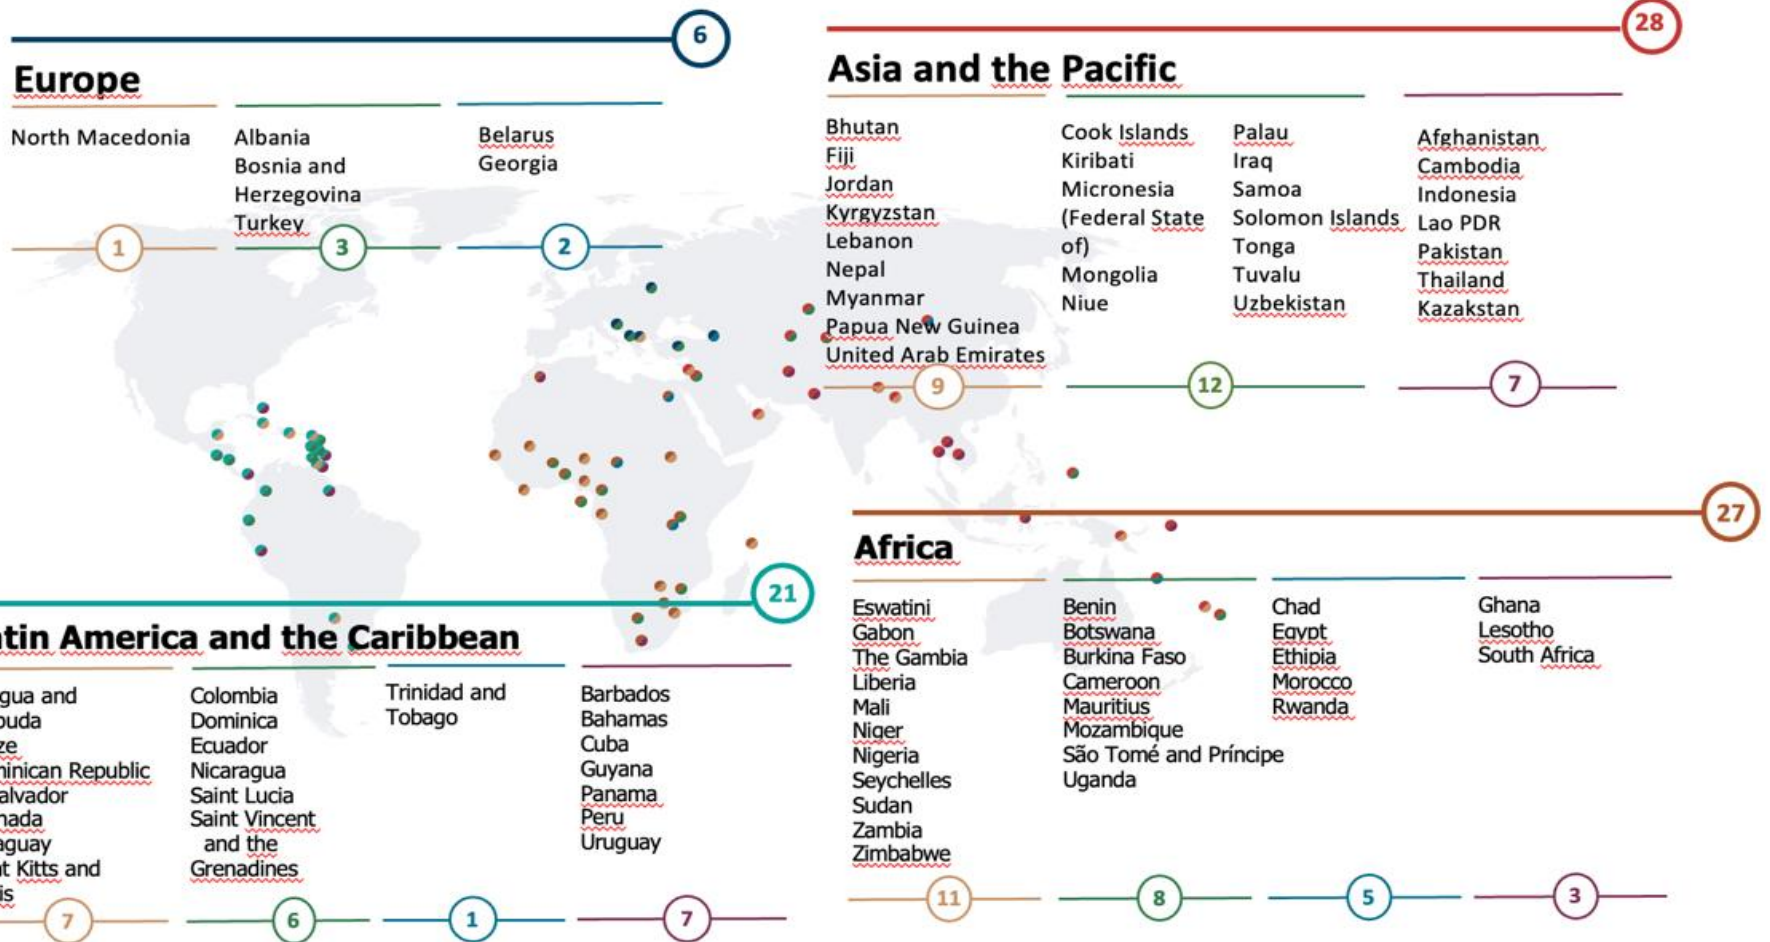 6
Europe
North Macedonia
Albania
Bosnia and
Herzegovina
Turkey
Belarus
Georgia
1
3
2
28
Asia and the Pacific
Bhutan
Fiji
Jordan
Kyrgyzstan
Lebanon
Nepal
Myanmar
Papua New Guinea
United Arab Emirates
Cook Islands
Kiribati
Micronesia
(Federal State
of)
Mongolia
Niue
Palau
Iraq
Samoa
Solomon Islands
Tonga
Tuvalu
Uzbekistan
Afghanistan
Cambodia
Indonesia
Lao PDR
Pakistan
Thailand
Kazakstan
9
12
7
21
tin America and the Caribbean
gua and
uda
ze
inican Republic
alvador
nada
aguay
t Kitts and
is
Colombia
Dominica
Ecuador
Nicaragua
Saint Lucia
Saint Vincent
and the
Grenadines
Trinidad and
Tobago
Barbados
Bahamas
Cuba
Guyana
Panama
Peru
Uruguay
7
6
1
7
27
Africa
Eswatini
Gabon
The Gambia
Liberia
Mali
Niger
Nigeria
Seychelles
Sudan
Zambia
Zimbabwe
Benin
Botswana
Burkina Faso
Cameroon
Mauritius
Mozambique
São Tomé and Príncipe
Uganda
Chad
Egypt
Ethipia
Morocco
Rwanda
Ghana
Lesotho
South Africa
11
8
5
3